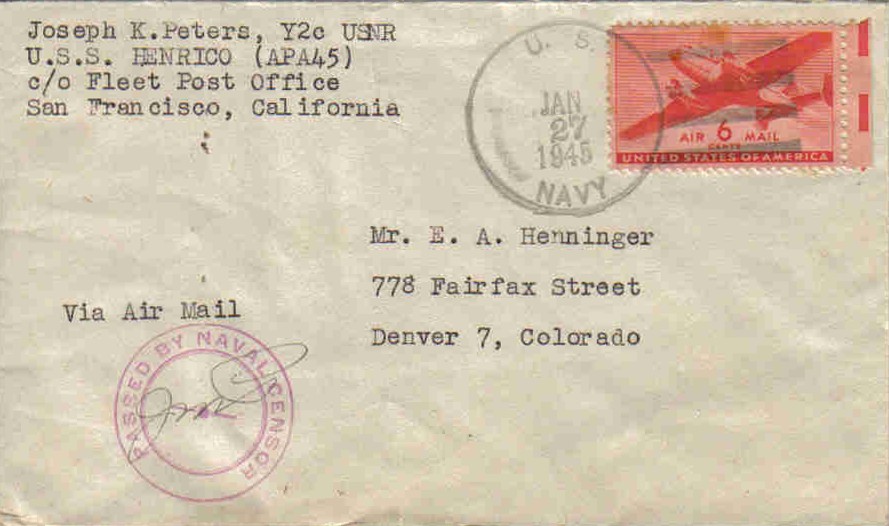 Joseph K.Peters, Y2c USNR
U.S.S. HENRICO (APA45)
c/o Fleet Post Office
San Francisco, California
U. S.
JAN
27
1945
NAVY
AIR 6 MAIL
CENTS
UNITED STATES OF AMERICA
Mr. E. A. Henninger
778 Fairfax Street
Denver 7, Colorado
Via Air Mail
PASSED BY NAVAL CENSOR